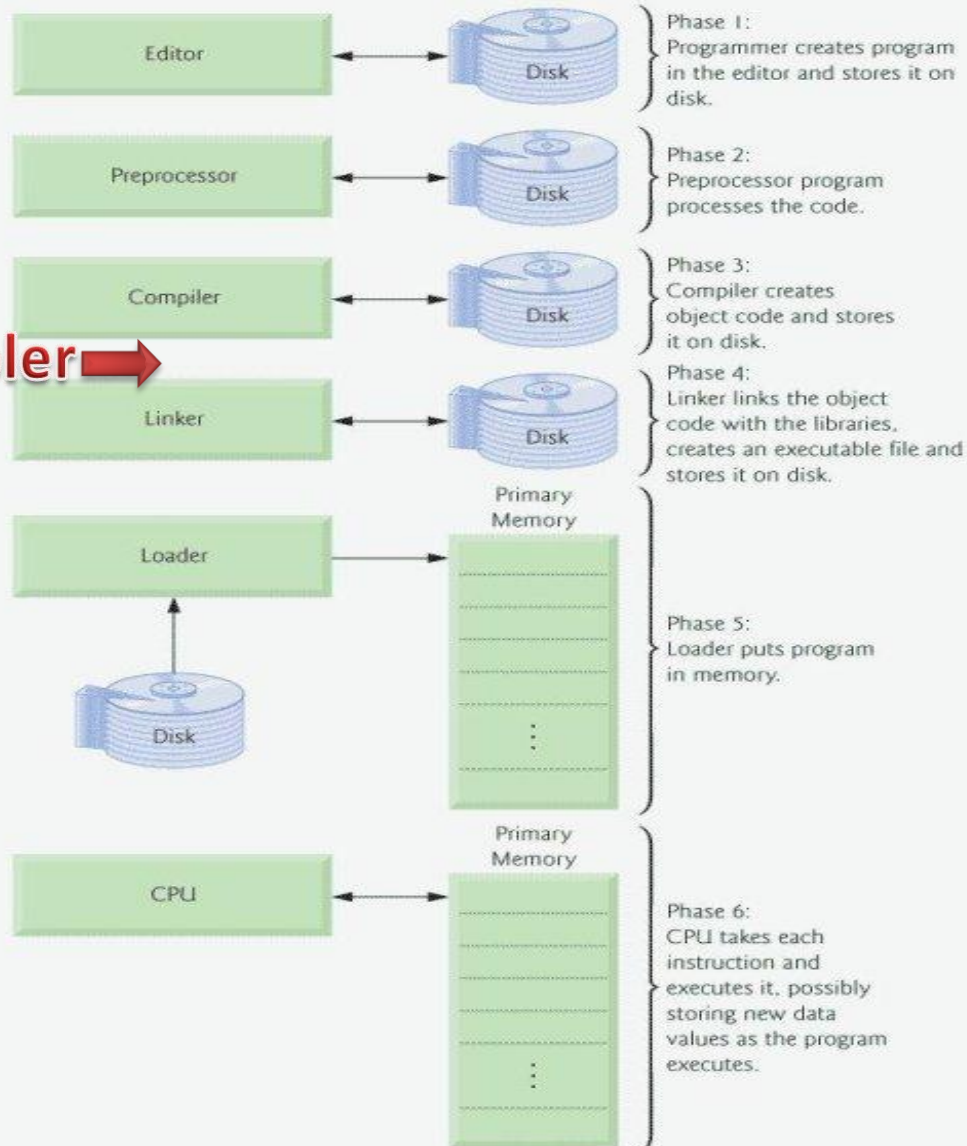 Editor
Disk
Phase 1:
Programmer creates program
in the editor and stores it on
disk.
Preprocessor
Disk
Phase 2:
Preprocessor program
processes the code.
Compiler
Disk
Phase 3:
Compiler creates
object code and stores
it on disk.
ler
Linker
Disk
Phase 4:
Linker links the object
code with the libraries,
creates an executable file and
stores it on disk.
Primary
Memory
Loader
Disk
Phase 5:
Loader puts program
in memory.
Primary
Memory
CPU
Phase 6:
CPU takes each
instruction and
executes it, possibly
storing new data
values as the program
executes.